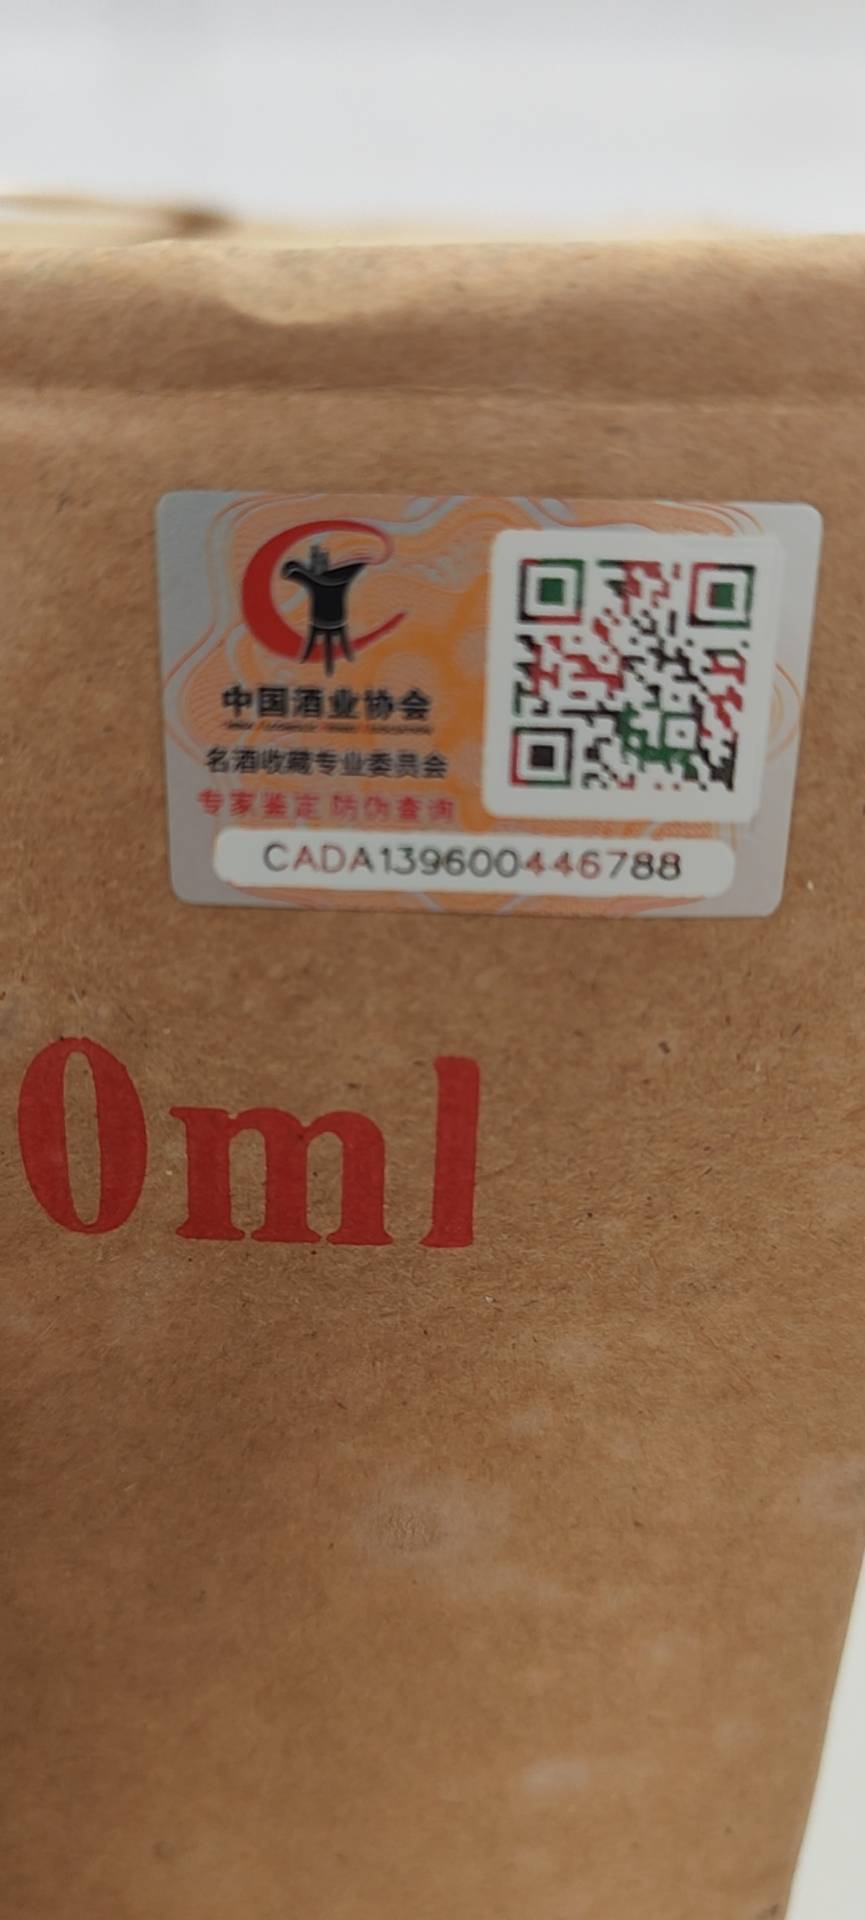 中国酒业协会
名酒收藏专业委员会
专家鉴定 防伪查询
CADA139600446788
0ml